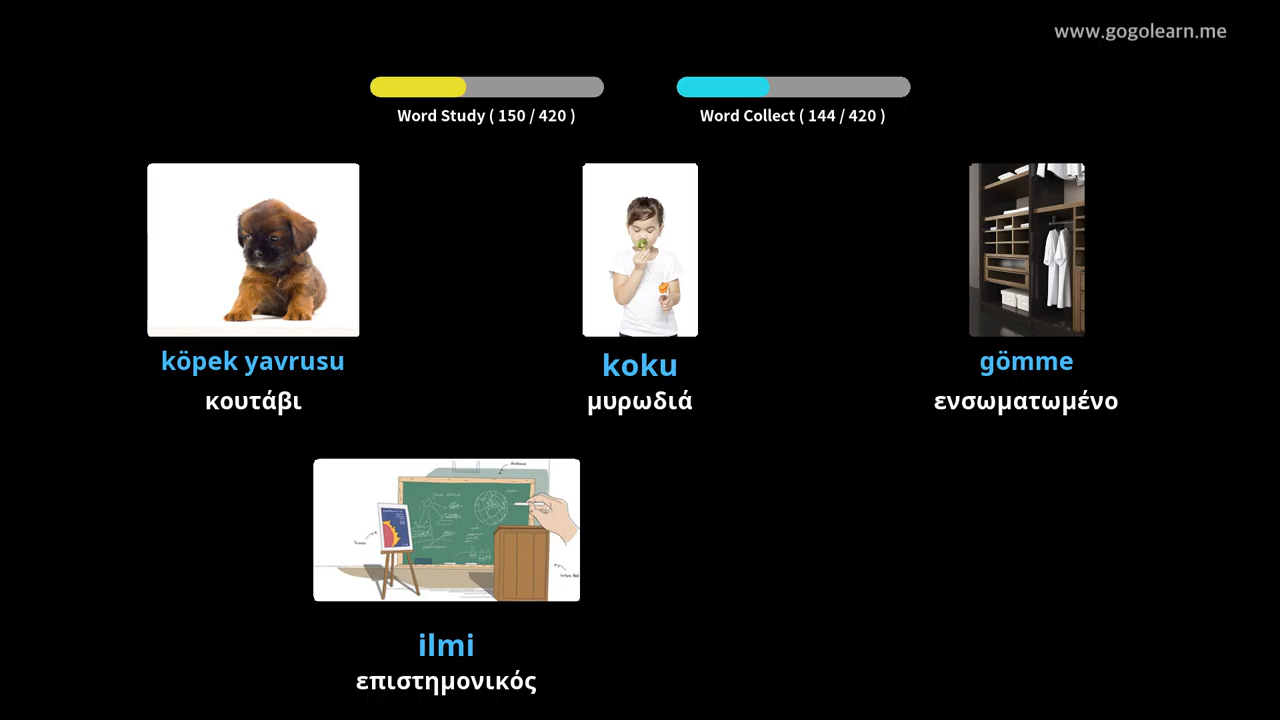 www.gogolearn.me
Word Study ( 150 / 420 )
Word Collect ( 144 / 420 )
köpek yavrusu
κουτάβι
koku
μυρωδιά
gömme
ενσωματωμένο
ilmi
επιστημονικός